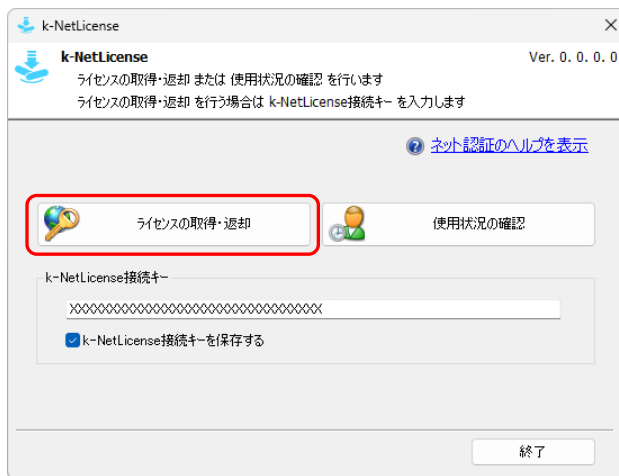 k-NetLicense
k-NetLicense
Ver. 0. 0. 0. 0
ライセンスの取得・返却 または 使用状況の確認 を行います
ライセンスの取得・返却 を行う場合は k-NetLicense接続キー を入力します
ネット認証のヘルプを表示
ライセンスの取得・返却
使用状況の確認
k-NetLicense接続キー
XXXXXXXXXXXXXXXXXXXXXXXXXXXXXXXX
k-NetLicense接続キーを保存する
終了